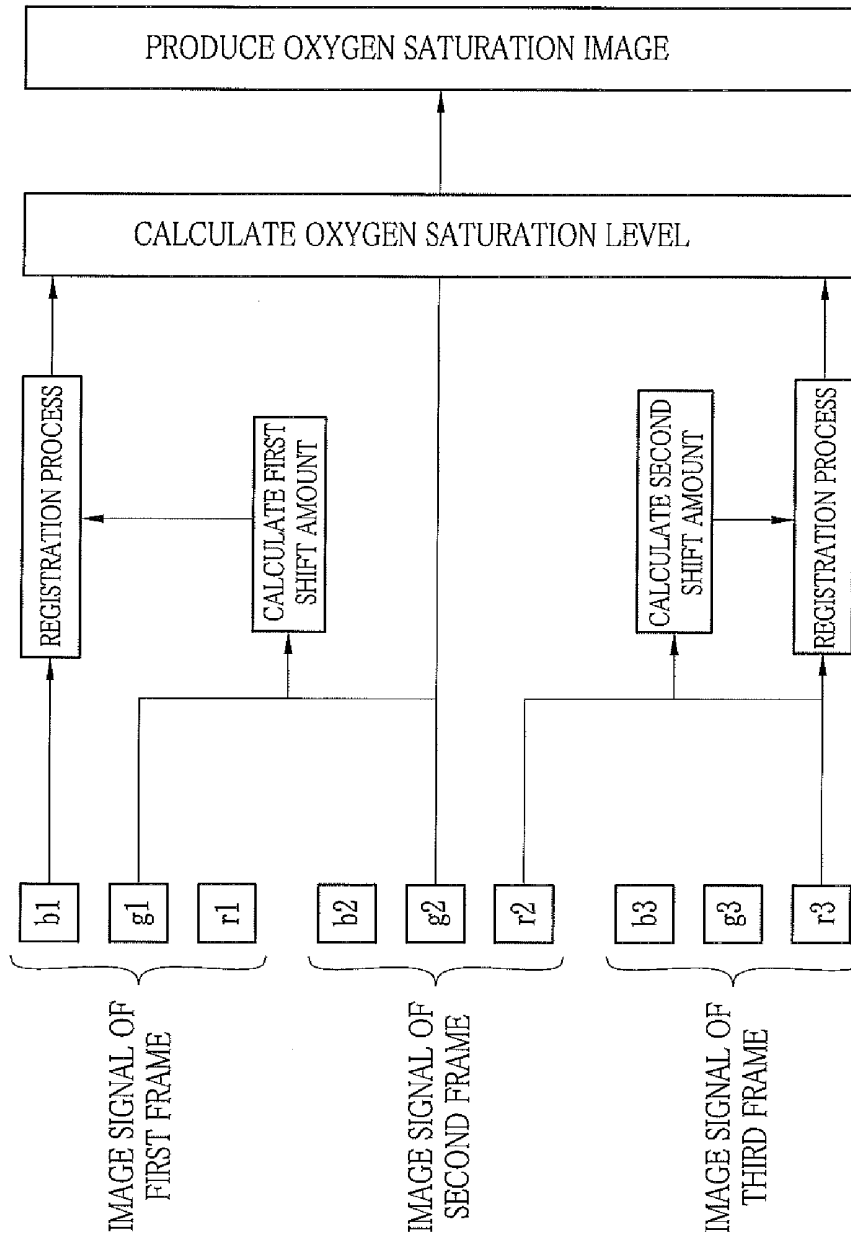 IMAGE SIGNAL OF
FIRST FRAME
b1
g1
r1
REGISTRATION PROCESS
CALCULATE FIRST
SHIFT AMOUNT
IMAGE SIGNAL OF
SECOND FRAME
b2
g2
r2
IMAGE SIGNAL OF
THIRD FRAME
b3
g3
r3
CALCULATE SECOND
SHIFT AMOUNT
REGISTRATION PROCESS
CALCULATE OXYGEN SATURATION LEVEL
PRODUCE OXYGEN SATURATION IMAGE